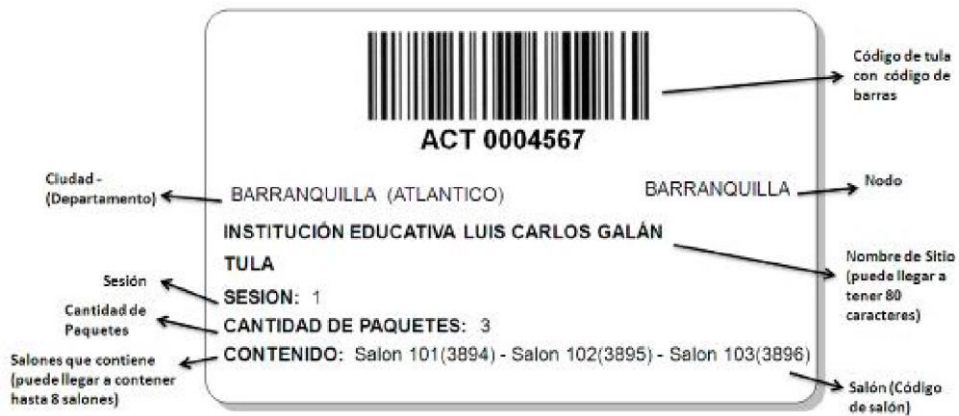 Código de tula
con código de
barras
ACT 0004567
Ciudad -
(Departamento)
BARRANQUILLA (ATLANTICO)
BARRANQUILLA
Nodo
INSTITUCIÓN EDUCATIVA LUIS CARLOS GALÁN
TULA
Nombre de Sitio
(puede llegar a
tener 80
caracteres)
Sesión
SESION: 1
Cantidad de
Paquetes
CANTIDAD DE PAQUETES: 3
Salones que contiene
(puede llegar a contener
hasta 8 salones)
CONTENIDO: Salon 101(3894) - Salon 102(3895) - Salon 103(3896)
Salón (Código
de salón)